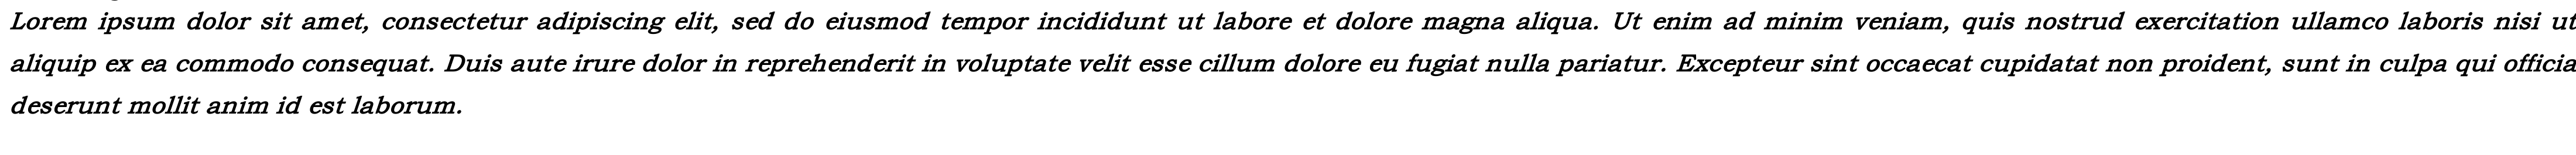 Lorem ipsum dolor sit amet, consectetur adipiscing elit, sed do eiusmod tempor incididunt ut labore et dolore magna aliqua. Ut enim ad minim veniam, quis nostrud exercitation ullamco laboris nisi ut
aliquip ex ea commodo consequat. Duis aute irure dolor in reprehenderit in voluptate velit esse cillum dolore eu fugiat nulla pariatur. Excepteur sint occaecat cupidatat non proident, sunt in culpa qui officia
deserunt mollit anim id est laborum.